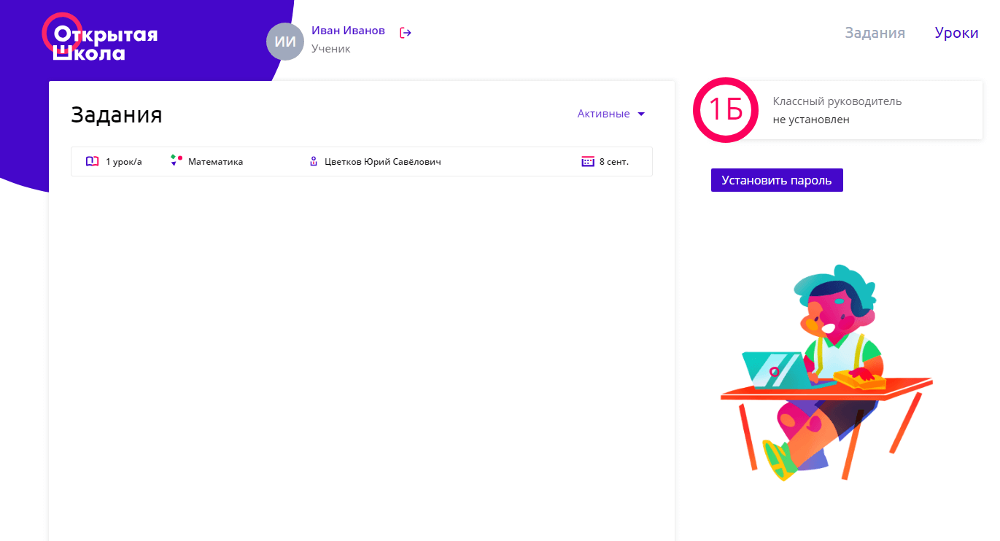 Открытая
Школа
ИИ
Иван Иванов
Ученик
Задания
Уроки
Задания
Активные
1 урок/а
Математика
Цветков Юрий Савёлович
8 сент.
1Б
Классный руководитель
не установлен
Установить пароль